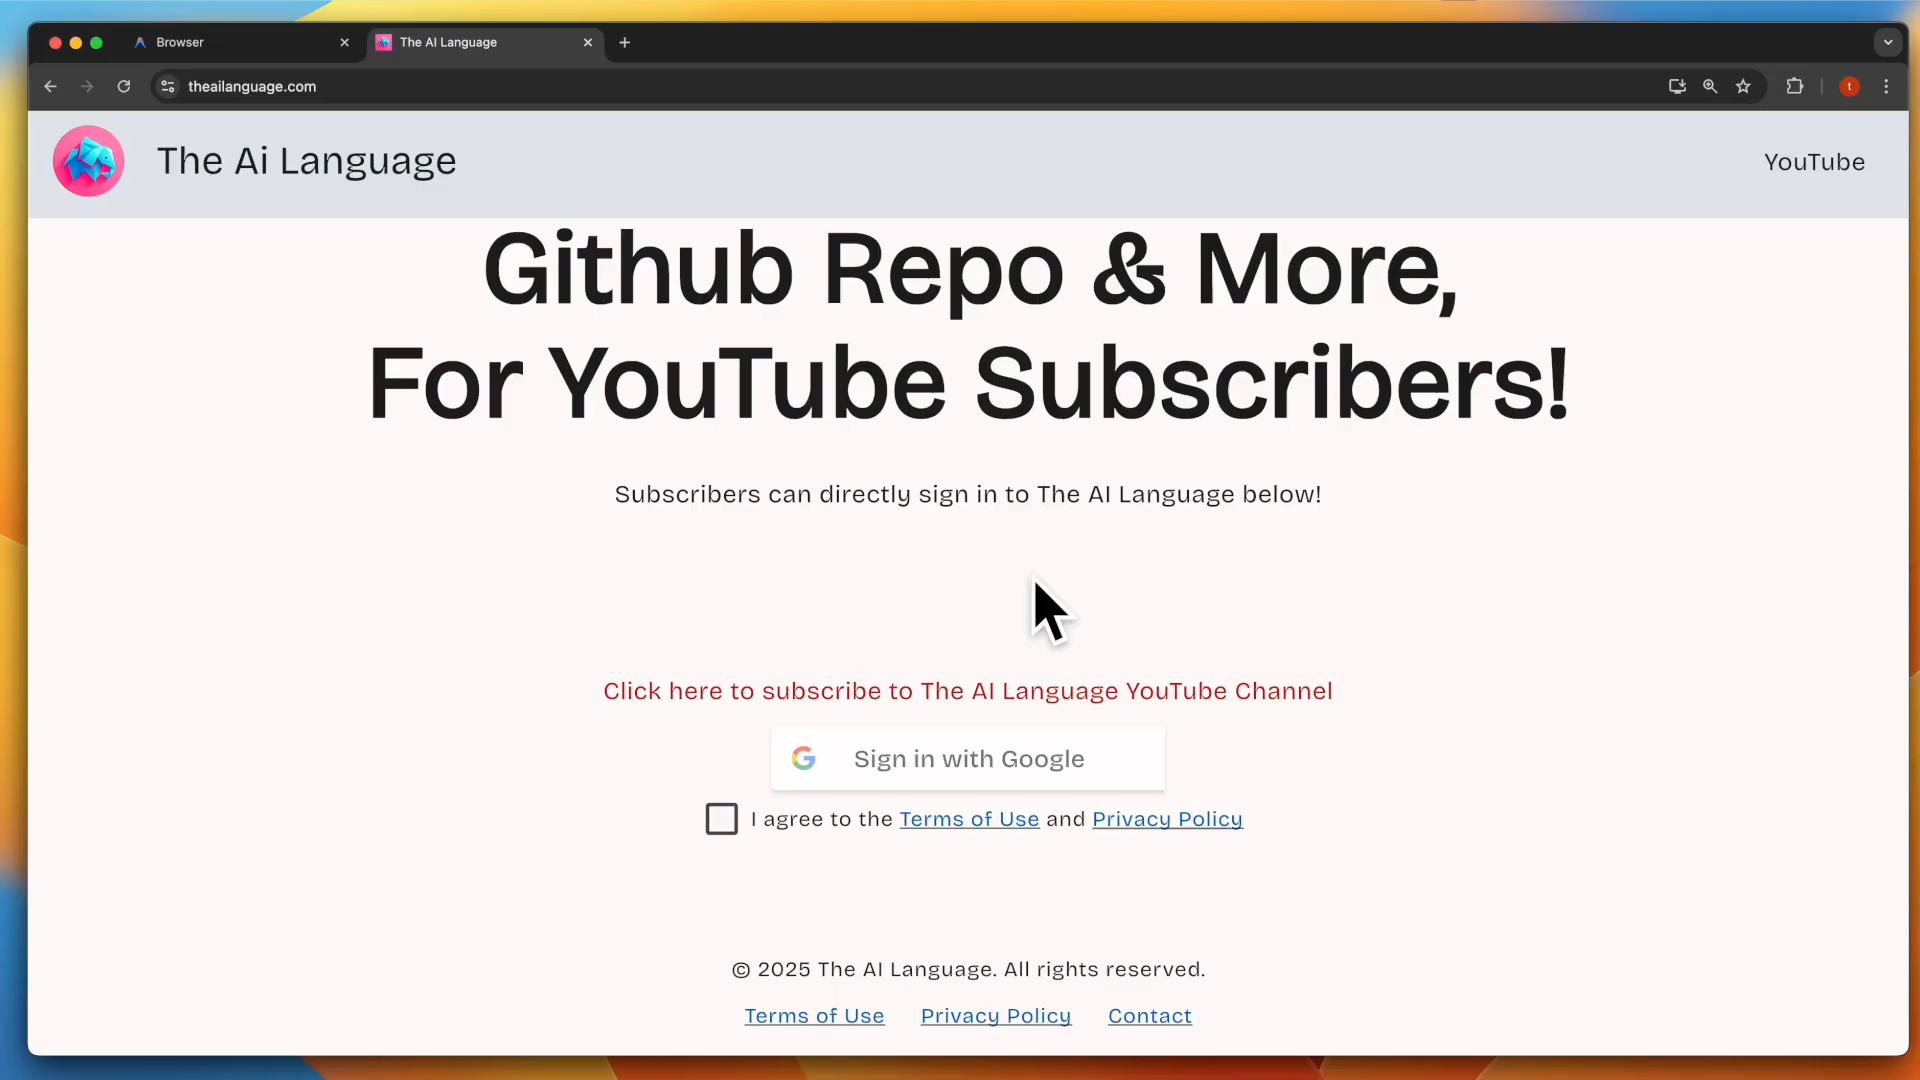 Browser
The AI Language
theailanguage.com
t
The Ai Language
YouTube
Github Repo & More,
For YouTube Subscribers!
Subscribers can directly sign in to The AI Language below!
Click here to subscribe to The AI Language YouTube Channel
Sign in with Google
I agree to the Terms of Use and Privacy Policy
© 2025 The AI Language. All rights reserved.
Terms of Use Privacy Policy Contact